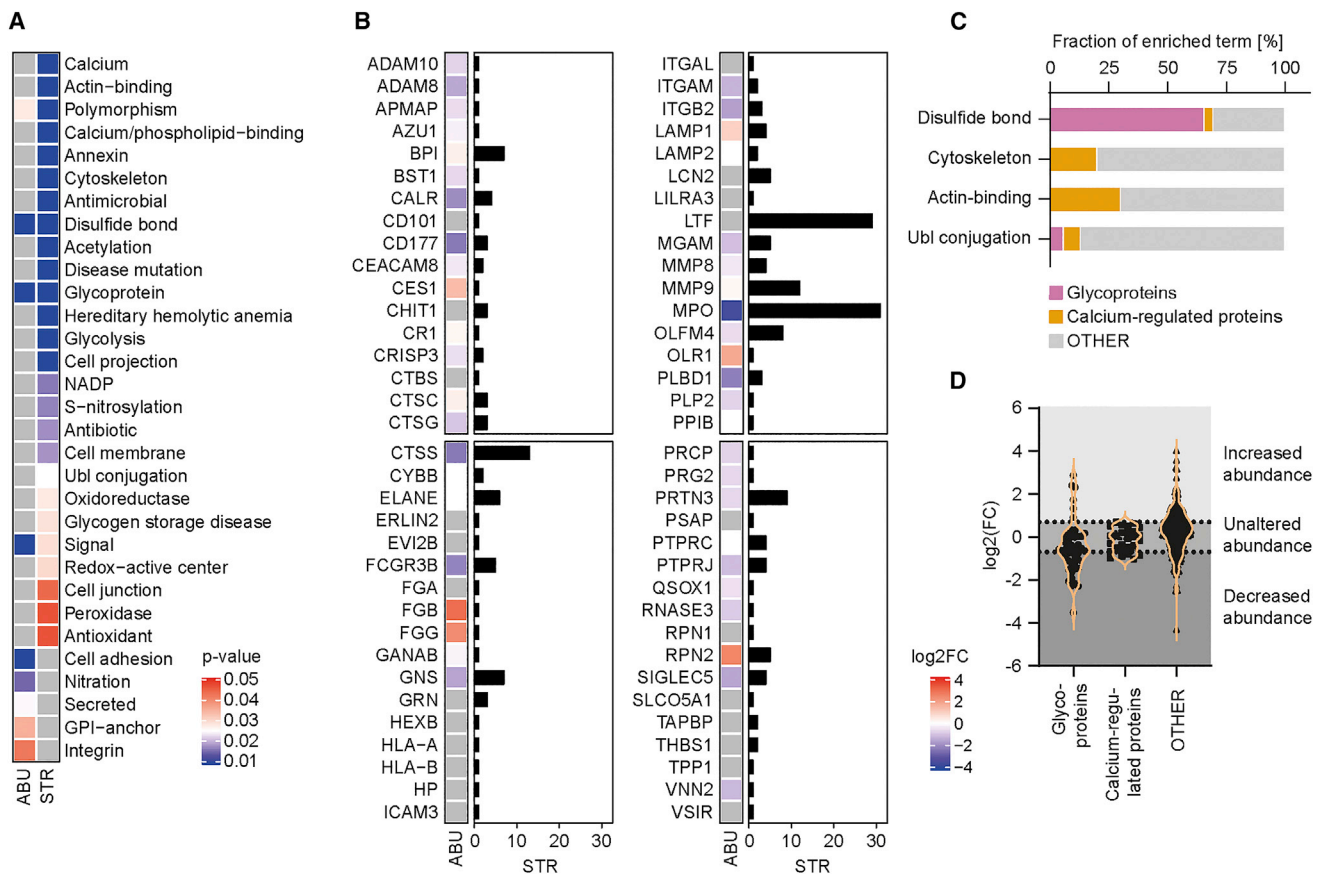 A
Calcium
Actin−binding
Polymorphism
Calcium/phospholipid−binding
Annexin
Cytoskeleton
Antimicrobial
Disulfide bond
Acetylation
Disease mutation
Glycoprotein
Hereditary hemolytic anemia
Glycolysis
Cell projection
NADP
S−nitrosylation
Antibiotic
Cell membrane
Ubl conjugation
Oxidoreductase
Glycogen storage disease
Signal
Redox−active center
Cell junction
Peroxidase
Antioxidant
Cell adhesion
Nitration
Secreted
GPI−anchor
Integrin
ABU
STR
p-value
0.05
0.04
0.03
0.02
0.01
B
ADAM10
ADAM8
APMAP
AZU1
BPI
BST1
CALR
CD101
CD177
CEACAM8
CES1
CHIT1
CR1
CRISP3
CTBS
CTSC
CTSG
CTSS
CYBB
ELANE
ERLIN2
EVI2B
FCGR3B
FGA
FGB
FGG
GANAB
GNS
GRN
HEXB
HLA−A
HLA−B
HP
ICAM3
ABU
0 10 20 30
STR
ITGAL
ITGAM
ITGB2
LAMP1
LAMP2
LCN2
LILRA3
LTF
MGAM
MMP8
MMP9
MPO
OLFM4
OLR1
PLBD1
PLP2
PPIB
PRCP
PRG2
PRTN3
PSAP
PTPRC
PTPRJ
QSOX1
RNASE3
RPN1
RPN2
SIGLEC5
SLCO5A1
TAPBP
THBS1
TPP1
VNN2
VSIR
ABU
0 10 20 30
STR
log2FC
4
2
0
−2
−4
C
Fraction of enriched term [%]
0 25 50 75 100
Disulfide bond
Cytoskeleton
Actin-binding
Ubl conjugation
Glycoproteins
Calcium-regulated proteins
OTHER
D
log2(FC)
6
4
2
0
-2
-4
-6
Increased
abundance
Unaltered
abundance
Decreased
abundance
Glyco-
proteins
Calcium-regu-
lated proteins
OTHER